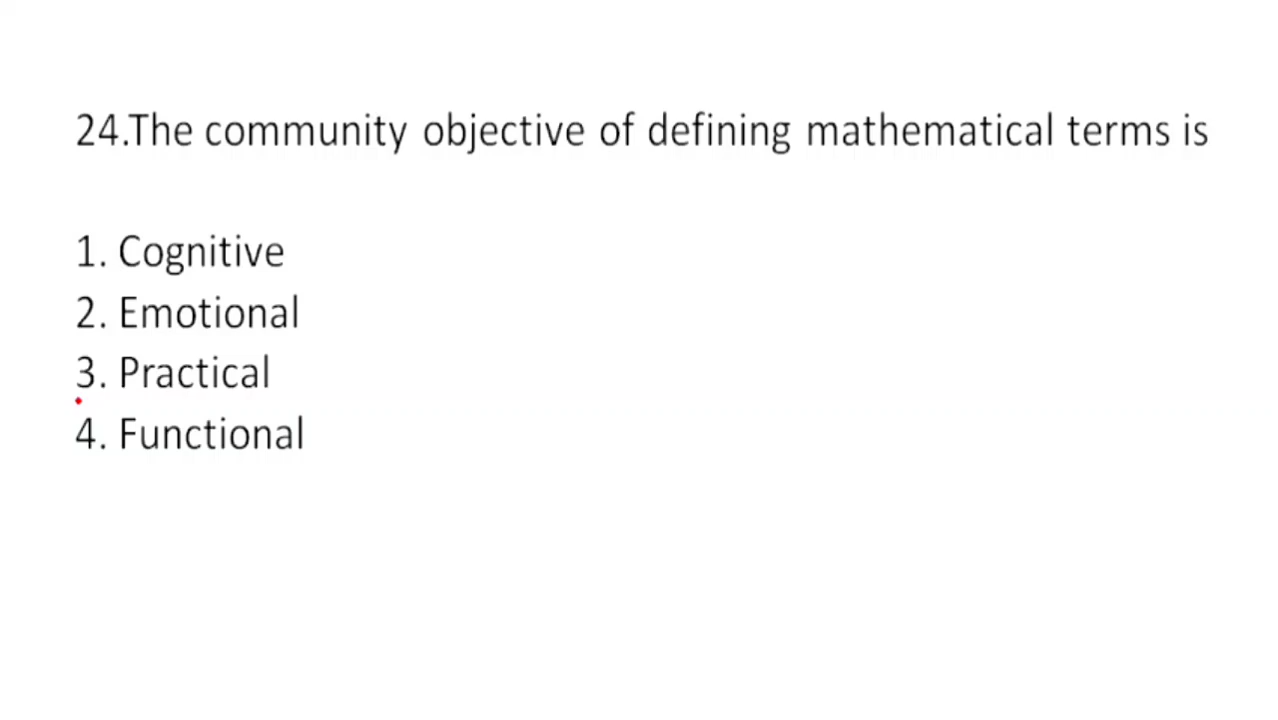 24.The community objective of defining mathematical terms is
1. Cognitive
2. Emotional
3. Practical
4. Functional